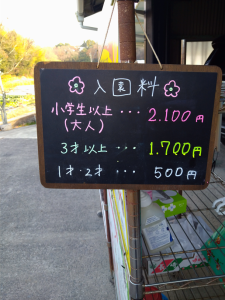 入園料
小学生以上・・・2.100円
(大人)
3才以上・・・1.700円
1才・2才・・・500円